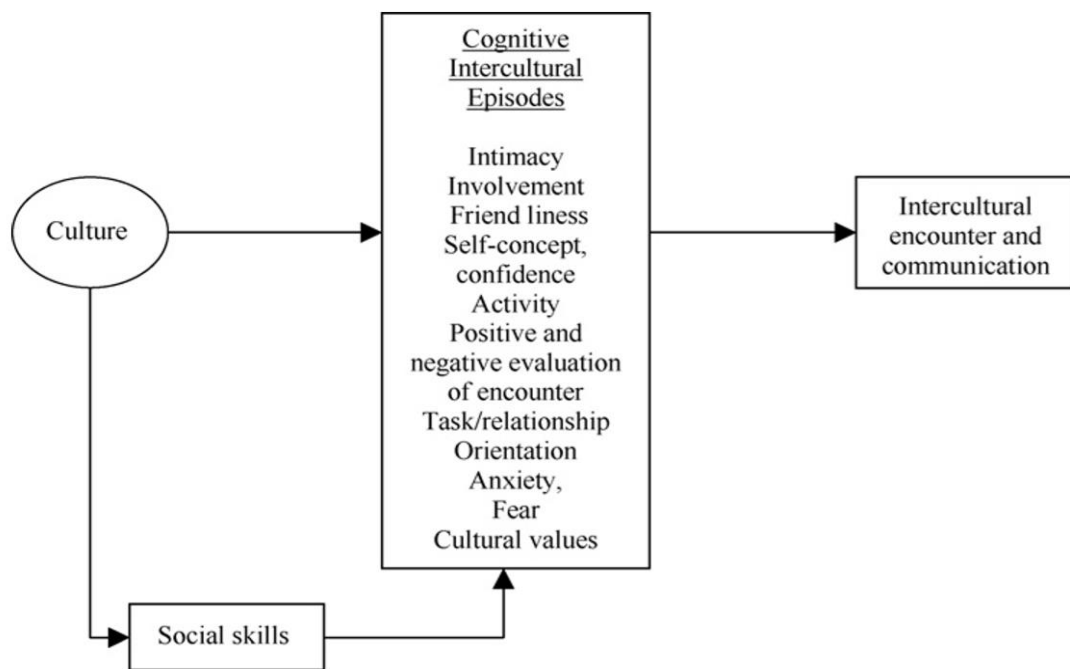 Cognitive
Intercultural
Episodes
Intimacy
Involvement
Friend liness
Self-concept,
confidence
Activity
Positive and
negative evaluation
of encounter
Task/relationship
Orientation
Anxiety,
Fear
Cultural values
Culture
Intercultural
encounter and
communication
Social skills